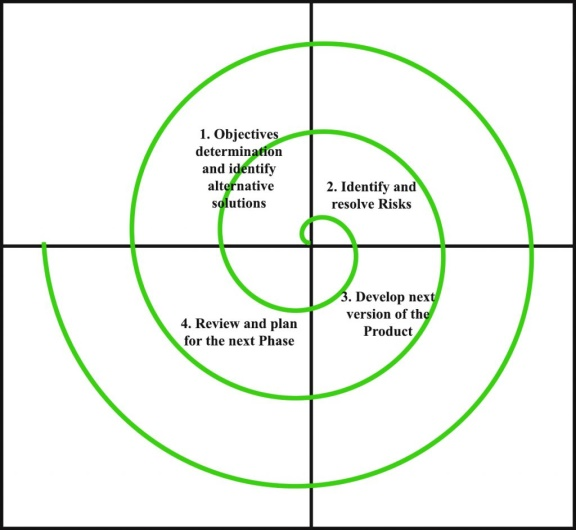 1. Objectives
determination
and identify
alternative
solutions
2. Identify and
resolve Risks
3. Develop next
version of the
Product
4. Review and plan
for the next Phase